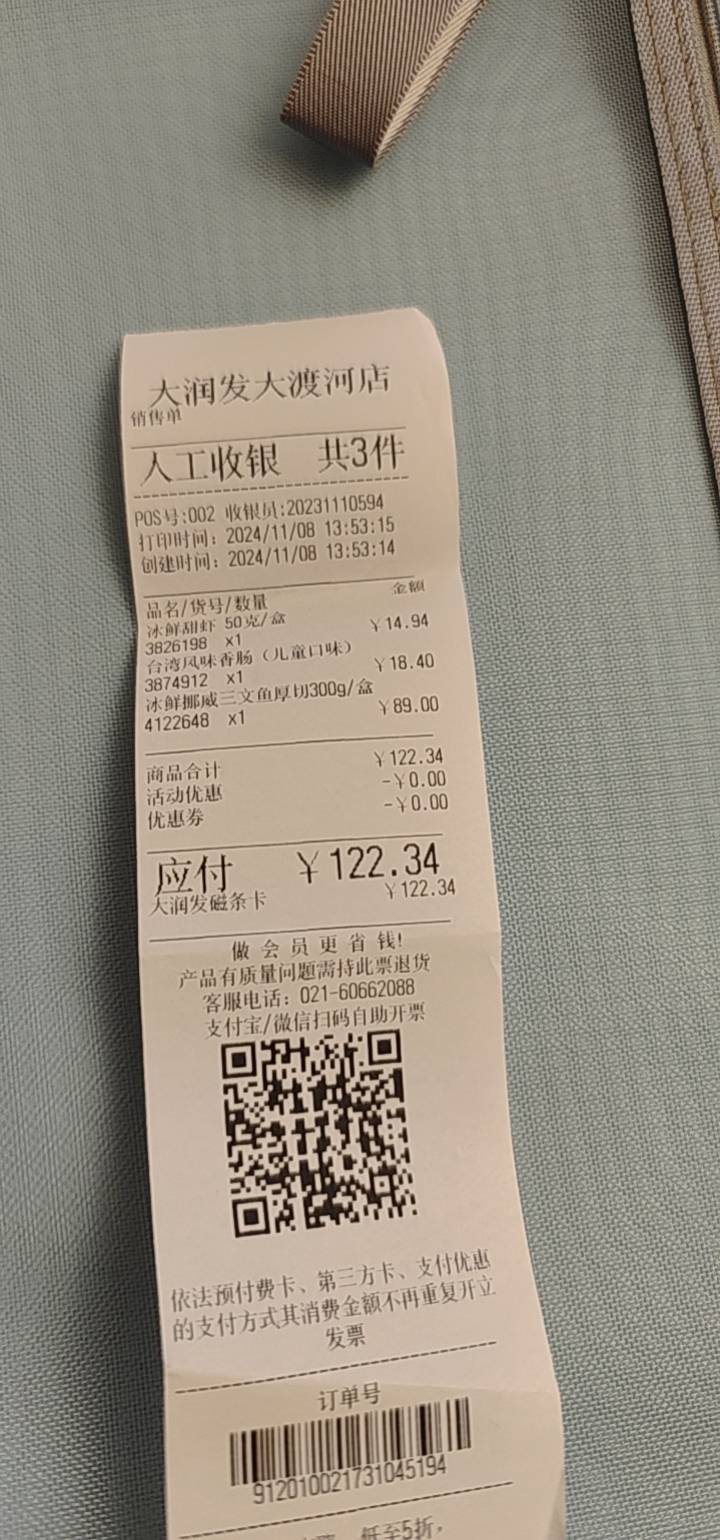 大润发大渡河店
销售单
人工收银 共3件
POS号:002 收银员:20231110594
打印时间: 2024/11/08 13:53:15
创建时间: 2024/11/08 13:53:14
品名/货号/数量 金额
冰鲜甜虾 50克/盒 ￥14.94
3826198 x1
台湾风味香肠（儿童口味） ￥18.40
3874912 x1
冰鲜挪威三文鱼厚切300g/盒 ￥89.00
4122648 x1
商品合计 ￥122.34
活动优惠 -￥0.00
优惠券 -￥0.00
应付 ￥122.34
大润发磁条卡 ￥122.34
做会员更省钱!
产品有质量问题需持此票退货
客服电话: 021-60662088
支付宝/微信扫码自助开票
依法预付费卡、第三方卡、支付优惠
的支付方式其消费金额不再重复开立
发票
订单号
912010021731045194
低至5折,